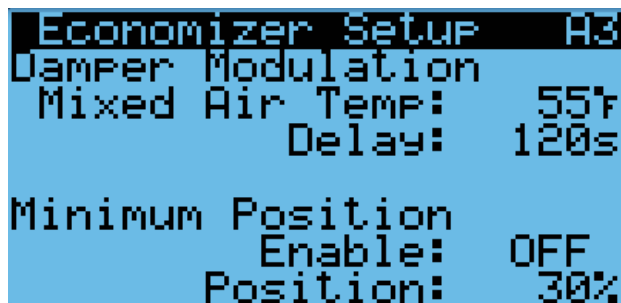 Economizer Setup A3
Damper Modulation
Mixed Air Temp: 55°F
Delay: 120s
Minimum Position
Enable: OFF
Position: 30%